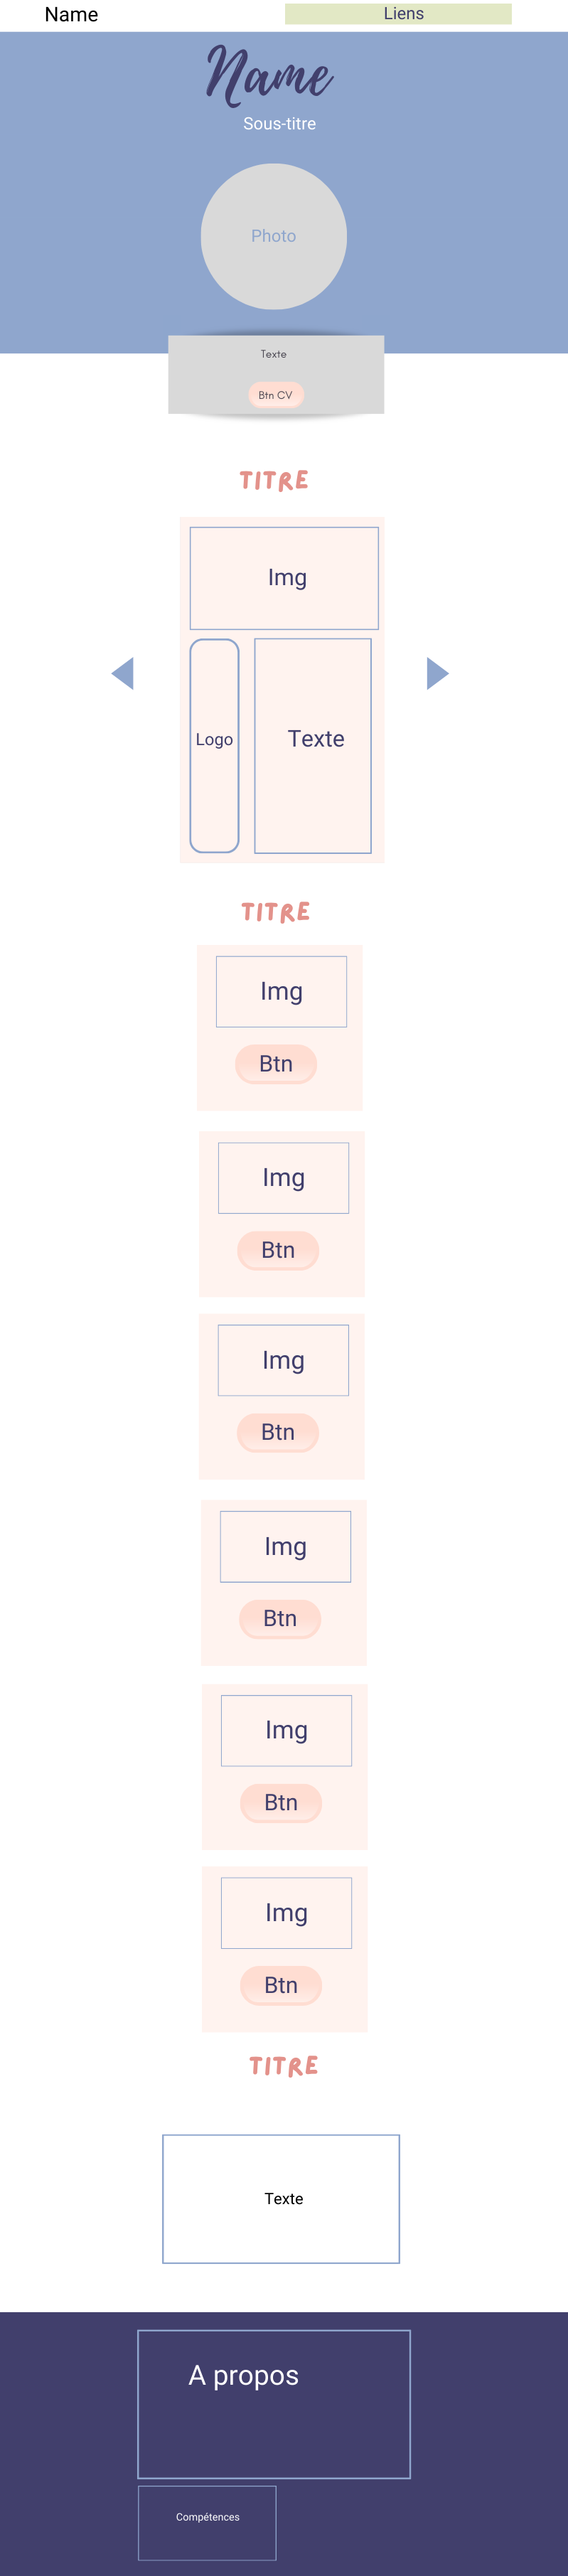 Name
Liens
Name
Sous-titre
Photo
Texte
Btn CV
TITRE
Img
Logo
Texte
TITRE
Img
Btn
Img
Btn
Img
Btn
Img
Btn
Img
Btn
Img
Btn
TITRE
Texte
A propos
Compétences